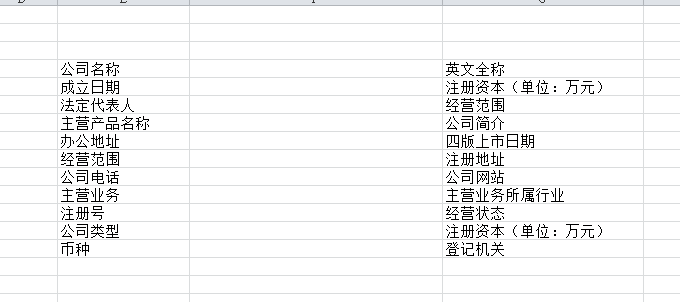 公司名称 英文全称
成立日期 注册资本（单位：万元）
法定代表人 经营范围
主营产品名称 公司简介
办公地址 四版上市日期
经营范围 注册地址
公司电话 公司网站
主营业务 主营业务所属行业
注册号 经营状态
公司类型 注册资本（单位：万元）
币种 登记机关